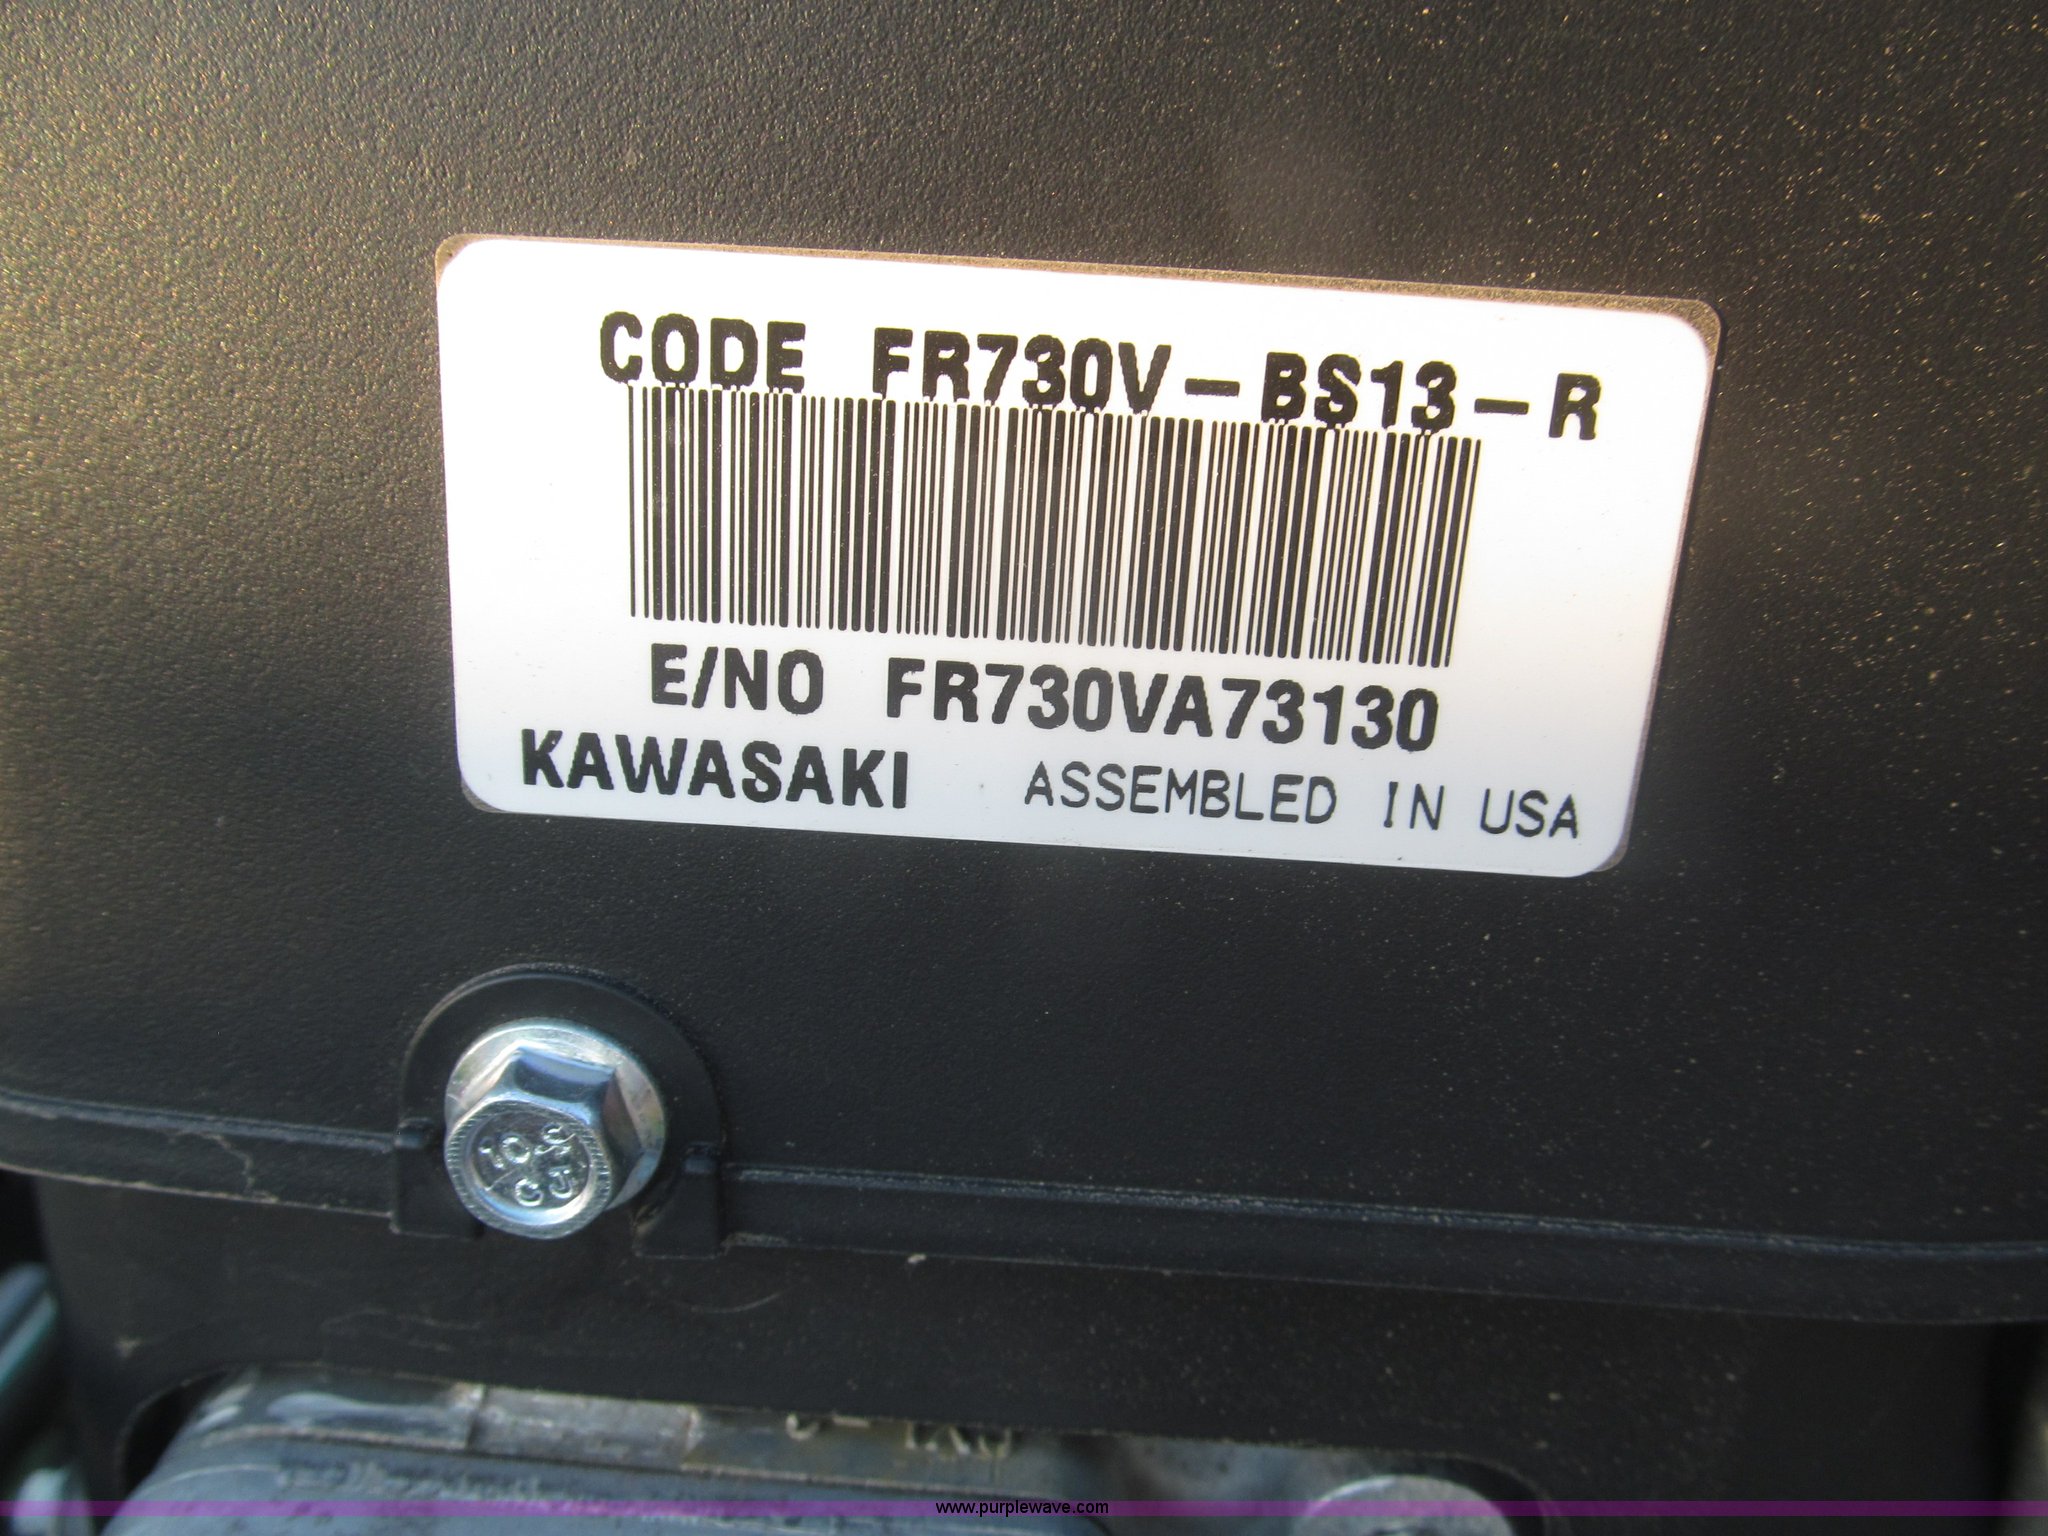 CODE FR730V-BS13-R
E/NO FR730VA73130
KAWASAKI ASSEMBLED IN USA
www.purplewave.com